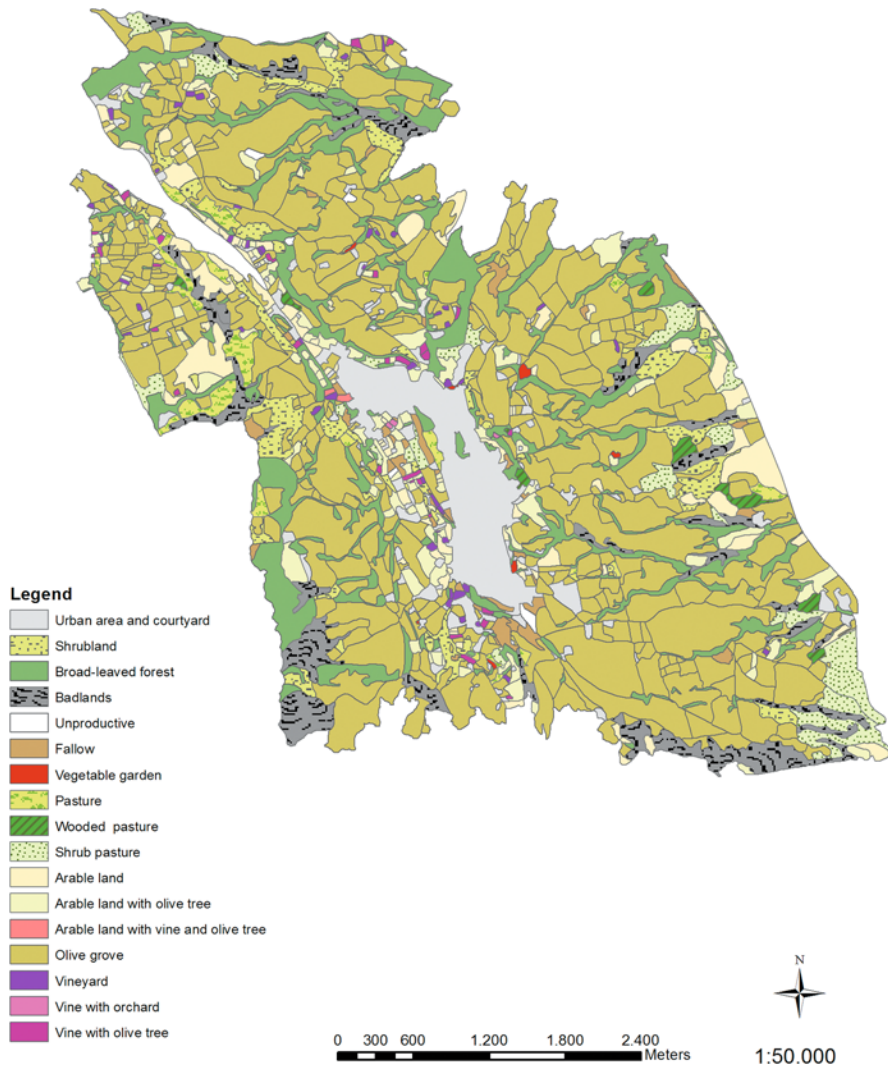 Legend
Urban area and courtyard
Shrubland
Broad-leaved forest
Badlands
Unproductive
Fallow
Vegetable garden
Pasture
Wooded pasture
Shrub pasture
Arable land
Arable land with olive tree
Arable land with vine and olive tree
Olive grove
Vineyard
Vine with orchard
Vine with olive tree
N
0 300 600 1.200 1.800 2.400
Meters
1:50.000